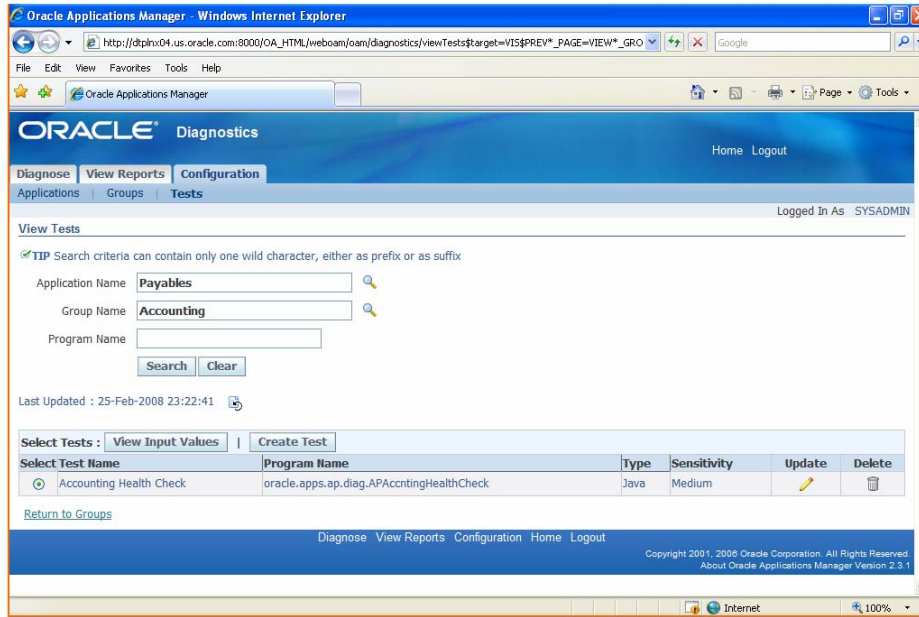 Oracle Applications Manager - Windows Internet Explorer
http://dtplnx04.us.oracle.com:8000/OA_HTML/weboam/oam/diagnostics/viewTests$target=VIS$PREV*_PAGE=VIEW*_GRO
Google
File Edit View Favorites Tools Help
Oracle Applications Manager
Page Tools
ORACLE Diagnostics
Home Logout
Diagnose View Reports Configuration
Applications | Groups | Tests
Logged In As SYSADMIN
View Tests
TIP Search criteria can contain only one wild character, either as prefix or as suffix
Application Name Payables
Group Name Accounting
Program Name
Search Clear
Last Updated : 25-Feb-2008 23:22:41
Select Tests : View Input Values | Create Test
Select Test Name Program Name Type Sensitivity Update Delete
Accounting Health Check oracle.apps.ap.diag.APAccntingHealthCheck Java Medium
Return to Groups
Diagnose View Reports Configuration Home Logout
Copyright 2001, 2006 Oracle Corporation. All Rights Reserved.
About Oracle Applications Manager Version 2.3.1
Internet 100%